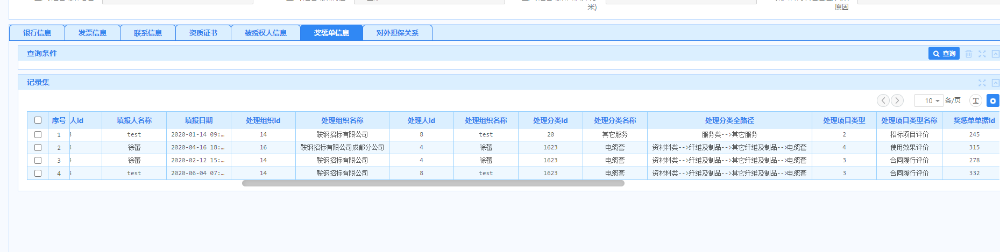 米)
原因
银行信息 发票信息 联系信息 资质证书 被授权人信息 奖惩单信息 对外担保关系
查询条件 查询
记录集
10 条/页 T
序号 人id 填报人名称 填报日期 处理组织id 处理组织名称 处理人id 处理组织名称 处理分类id 处理分类名称 处理分类全路径 处理项目类型 处理项目类型名称 奖惩单单据id
1 test 2020-01-14 09:... 14 鞍钢招标有限公司 8 test 20 其它服务 服务类-->其它服务 2 招标项目评价 245
2 徐蕾 2020-04-16 18:... 16 鞍钢招标有限公司成都分公司 4 徐蕾 1623 电缆套 资材料类-->纤维及制品-->其它纤维及制品-->电缆套 4 使用效果评价 315
3 徐蕾 2020-02-12 15:... 14 鞍钢招标有限公司 4 徐蕾 1623 电缆套 资材料类-->纤维及制品-->其它纤维及制品-->电缆套 3 合同履行评价 278
4 test 2020-06-04 07:... 14 鞍钢招标有限公司 8 test 1623 电缆套 资材料类-->纤维及制品-->其它纤维及制品-->电缆套 3 合同履行评价 332